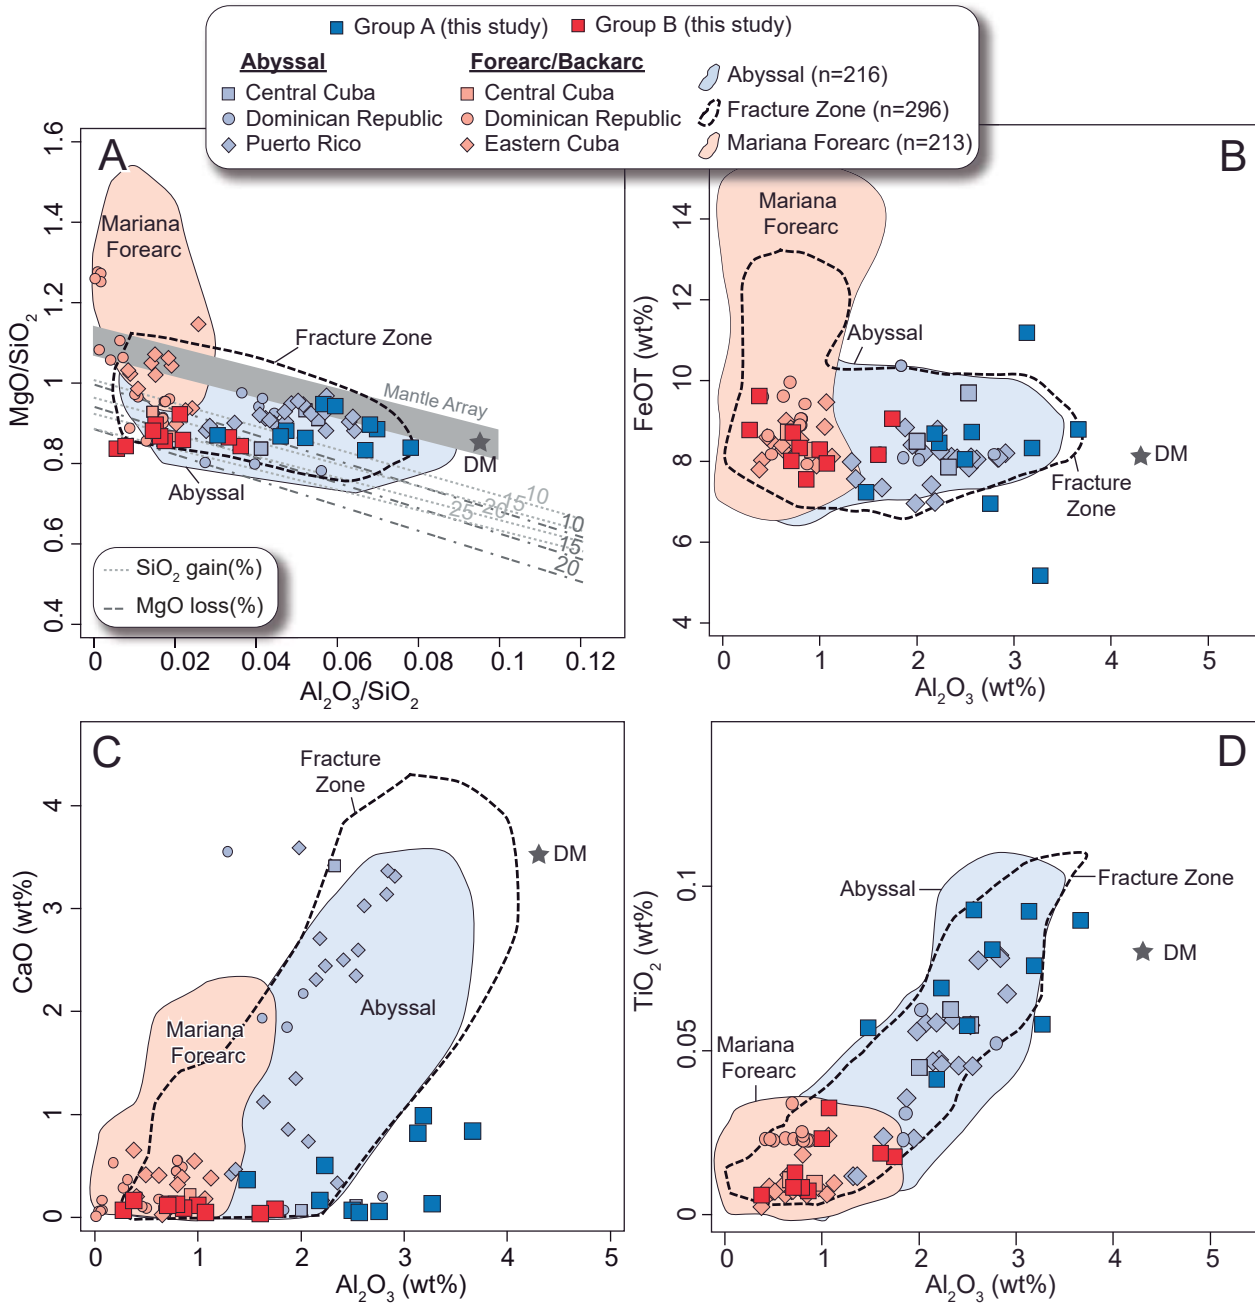 Group A (this study) Group B (this study)
Abyssal Forearc/Backarc
Central Cuba Central Cuba Abyssal (n=216)
Dominican Republic Dominican Republic Fracture Zone (n=296)
Puerto Rico Eastern Cuba Mariana Forearc (n=213)
A
Mariana
Forearc
Fracture Zone
Mantle Array
DM
Abyssal
10
15
20
25
10
15
20
SiO2 gain(%)
MgO loss(%)
1.6
1.4
1.2
1
0.8
0.6
0.4
MgO/SiO2
0 0.02 0.04 0.06 0.08 0.1 0.12
Al2O3/SiO2
B
Mariana
Forearc
Abyssal
DM
Fracture
Zone
14
12
10
8
6
4
FeOT (wt%)
0 1 2 3 4 5
Al2O3 (wt%)
C
Fracture
Zone
DM
Mariana
Forearc
Abyssal
4
3
2
1
0
CaO (wt%)
0 1 2 3 4 5
Al2O3 (wt%)
D
Abyssal
Fracture Zone
DM
Mariana
Forearc
0.1
0.05
0
TiO2 (wt%)
0 1 2 3 4 5
Al2O3 (wt%)